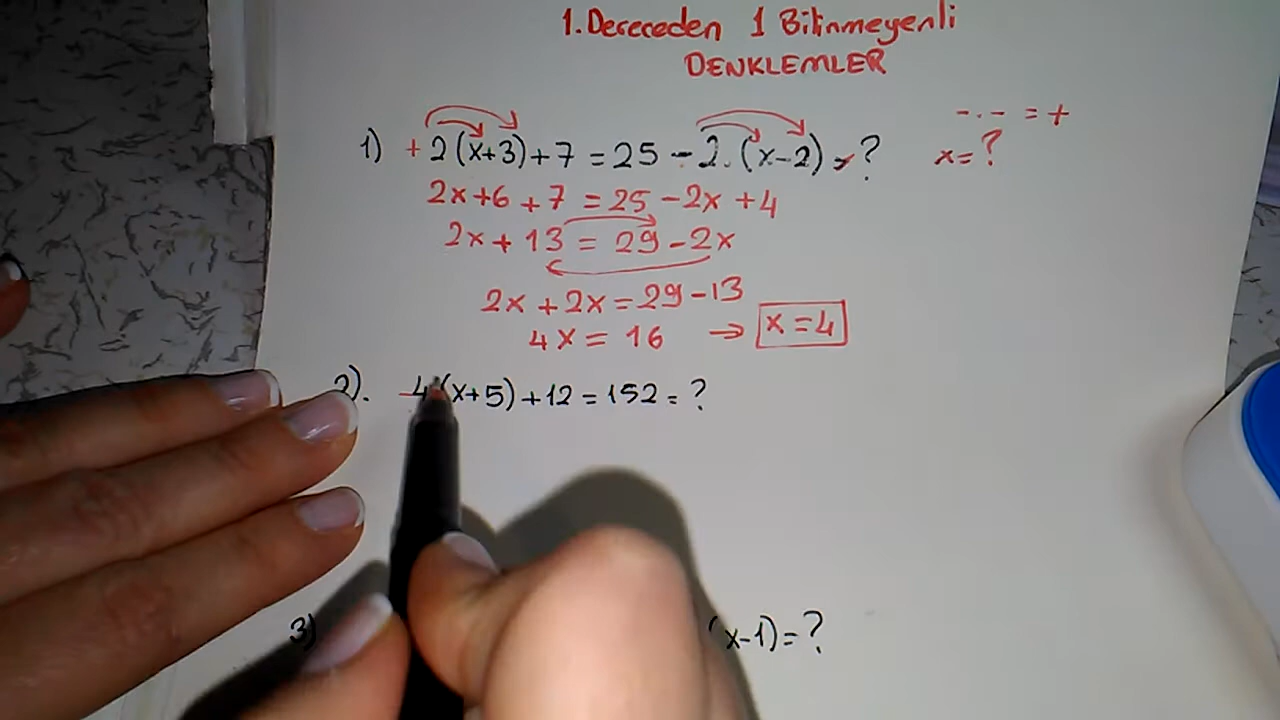 1. Dereceden 1 Bilinmeyenli
DENKLEMLER
- . - = +
1) + 2(x+3)+7 = 25 - 2.(x-2) = ?
x = ?
2x+6+7 = 25-2x+4
2x+13 = 29-2x
2x+2x = 29-13
4x = 16 → x = 4
2). -4(x+5)+12 = 152 = ?
3) (x-1) = ?